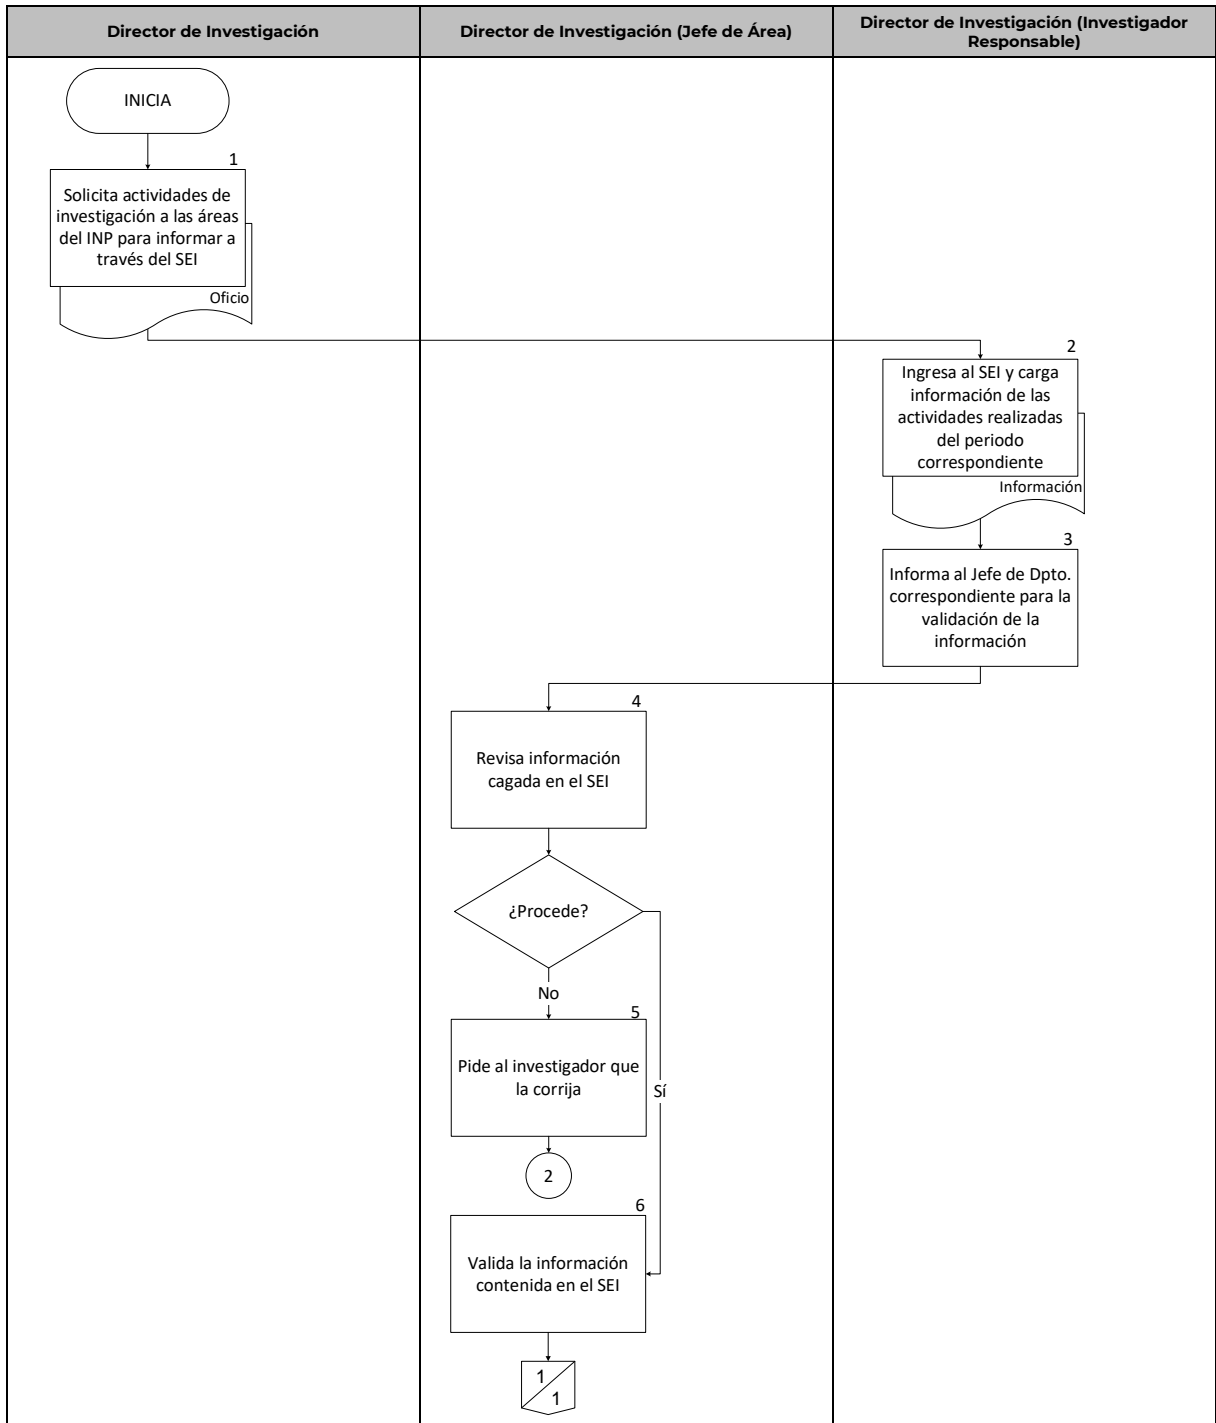 Director de Investigación
Director de Investigación (Jefe de Área)
Director de Investigación (Investigador
Responsable)
INICIA
1
Solicita actividades de
investigación a las áreas
del INP para informar a
través del SEI
Oficio
2
Ingresa al SEI y carga
información de las
actividades realizadas
del periodo
correspondiente
Información
3
Informa al Jefe de Dpto.
correspondiente para la
validación de la
información
4
Revisa información
cagada en el SEI
¿Procede?
No
5
Pide al investigador que
la corrija
Sí
2
6
Valida la información
contenida en el SEI
1
1